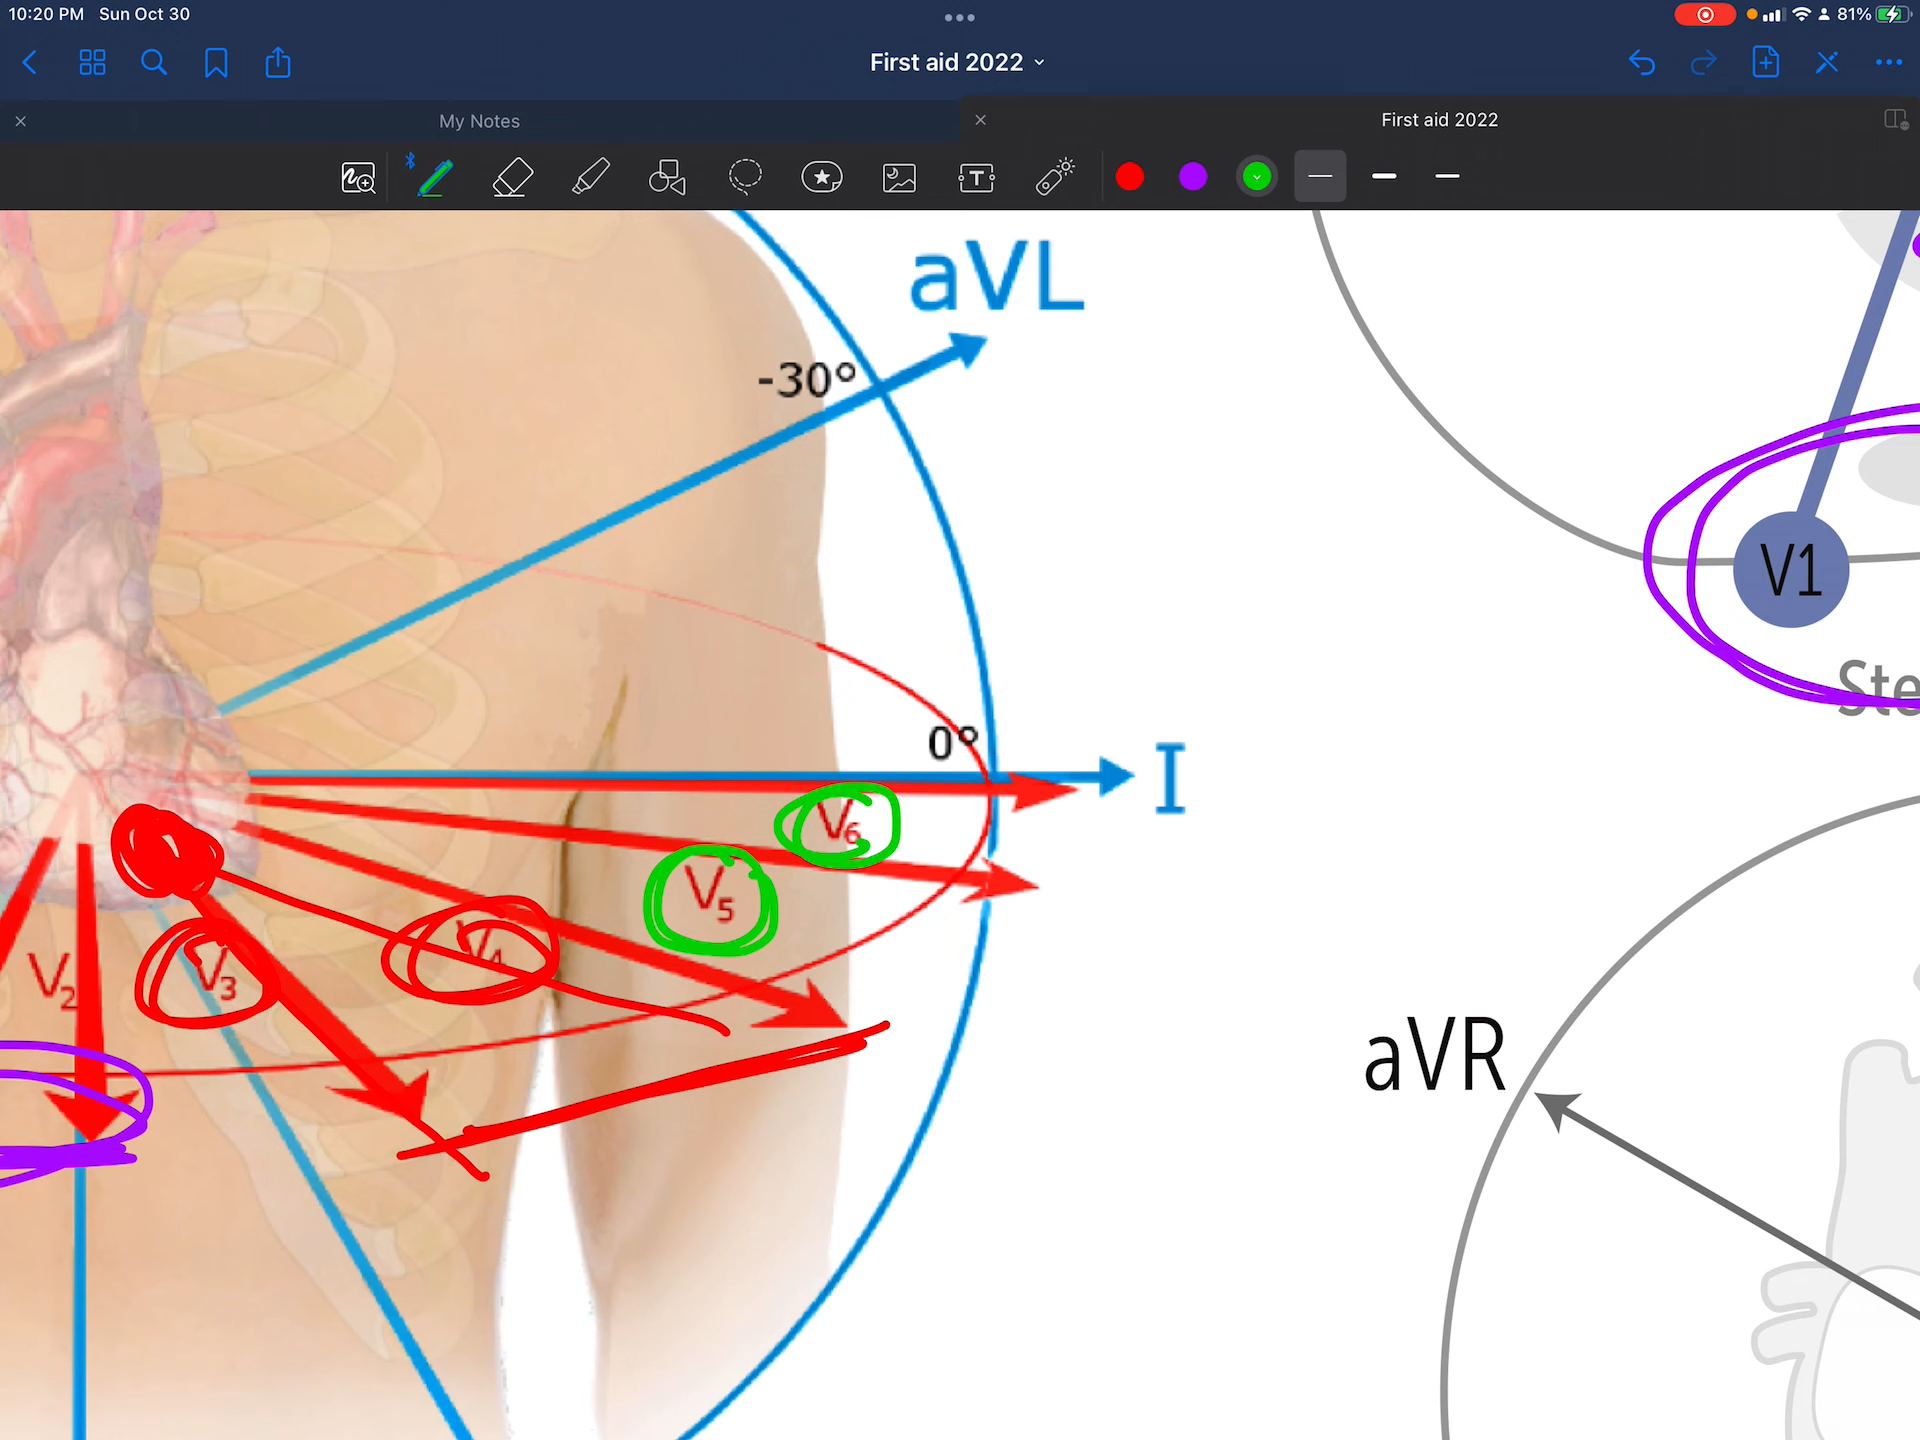 10:20 PM Sun Oct 30
81%
First aid 2022
My Notes
First aid 2022
aVL
-30°
V1
Ste
0°
I
V6
V5
V4
V3
V2
aVR